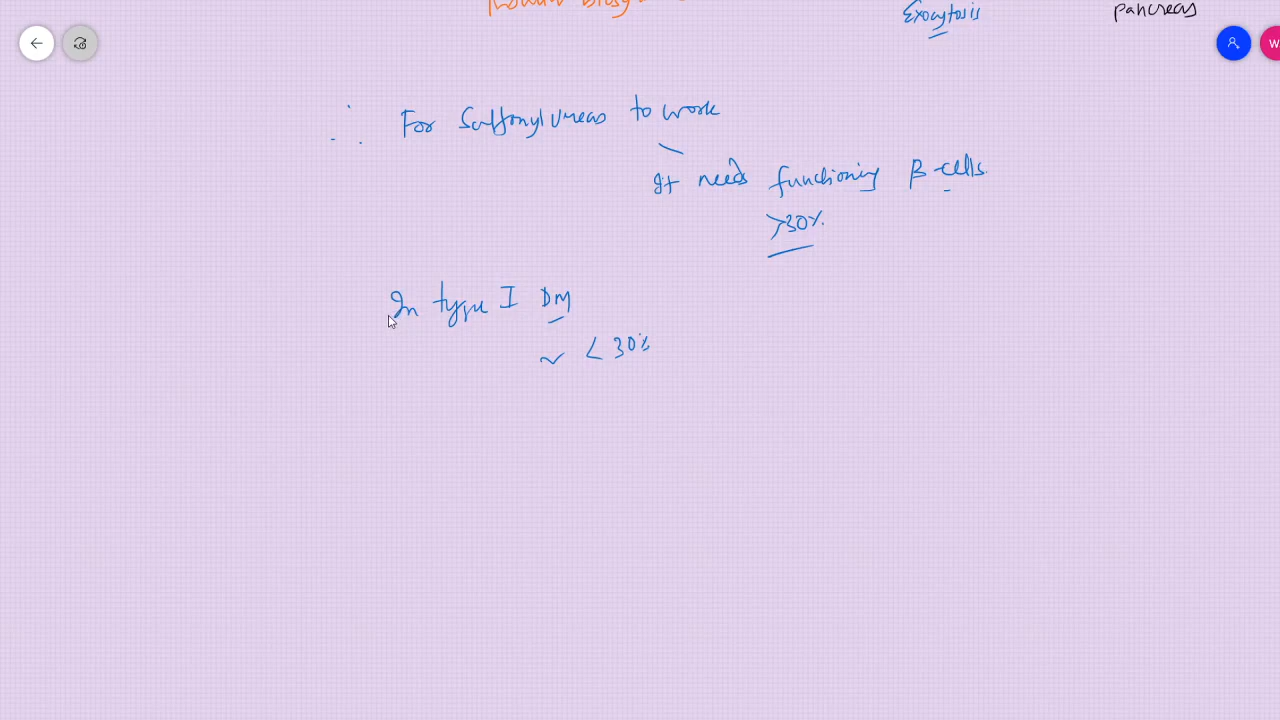 Exocytosis
pancreas
W
∴ For Sulfonylureas to work
It needs functioning β-cells.
>30%
In type I DM
~ <30%